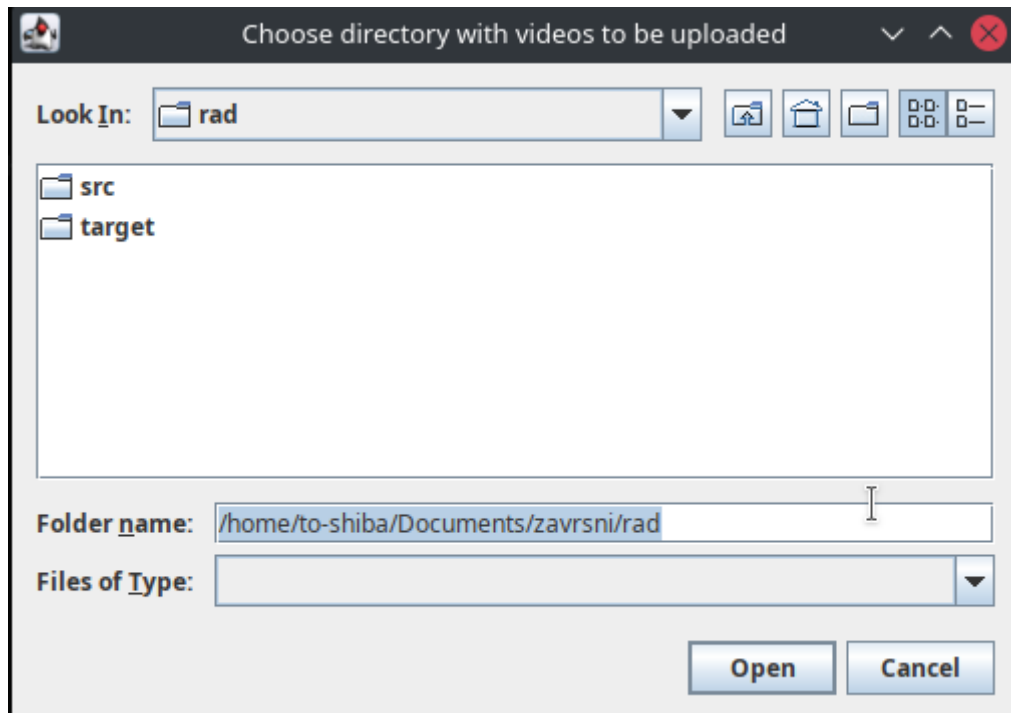 Choose directory with videos to be uploaded
Look In: rad
src
target
Folder name: /home/to-shiba/Documents/zavrsni/rad
Files of Type:
Open Cancel